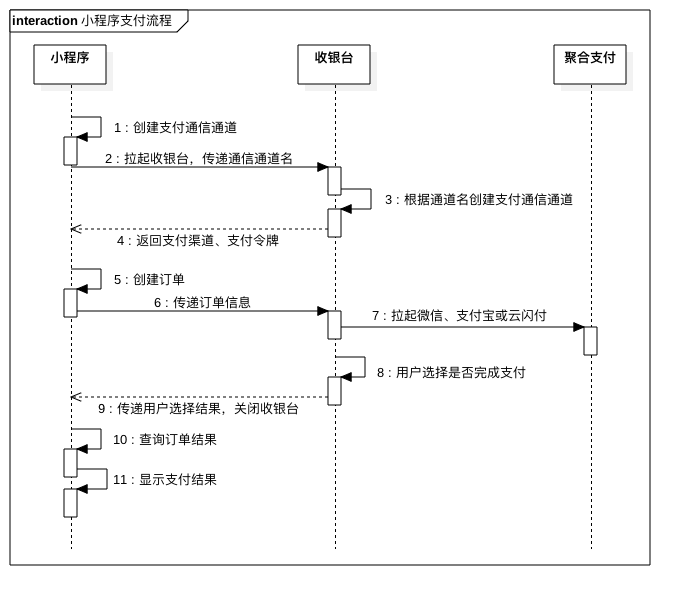 interaction 小程序支付流程
小程序
收银台
聚合支付
1 : 创建支付通信通道
2 : 拉起收银台，传递通信通道名
3 : 根据通道名创建支付通信通道
4 : 返回支付渠道、支付令牌
5 : 创建订单
6 : 传递订单信息
7 : 拉起微信、支付宝或云闪付
8 : 用户选择是否完成支付
9 : 传递用户选择结果，关闭收银台
10 : 查询订单结果
11 : 显示支付结果